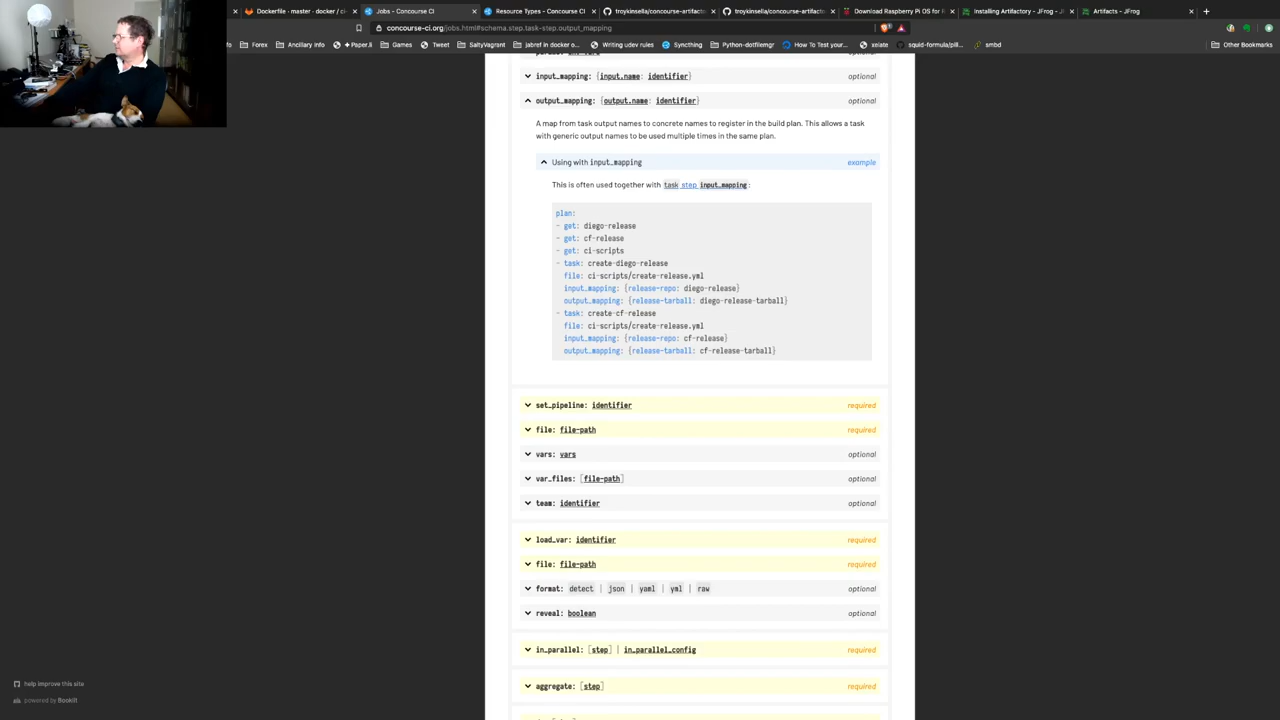 Dockerfile · master · docker / ci
Jobs - Concourse CI
Resource Types - Concourse CI
troykinsella/concourse-artifacto
troykinsella/concourse-artifact
Download Raspberry Pi OS for R
Installing Artifactory - JFrog
Artifacts - JFrog
concourse-ci.org/jobs.html#schema.step.task-step.output_mapping
Forex
Ancillary Info
+ Paper.li
Games
Tweet
SaltyVagrant
jabref in docker o...
Writing udev rules
Syncthing
Python-dotfilemgr
How To Test your...
xeiate
squid-formula/pill...
smbd
Other Bookmarks
input_mapping: {input.name: identifier} optional
output_mapping: {output.name: identifier} optional
A map from task output names to concrete names to register in the build plan. This allows a task
with generic output names to be used multiple times in the same plan.
Using with input_mapping example
This is often used together with task step input_mapping:
plan:
- get: diego-release
- get: cf-release
- get: ci-scripts
- task: create-diego-release
file: ci-scripts/create-release.yml
input_mapping: {release-repo: diego-release}
output_mapping: {release-tarball: diego-release-tarball}
- task: create-cf-release
file: ci-scripts/create-release.yml
input_mapping: {release-repo: cf-release}
output_mapping: {release-tarball: cf-release-tarball}
set_pipeline: identifier required
file: file-path required
vars: vars optional
var_files: [file-path] optional
team: identifier optional
load_var: identifier required
file: file-path required
format: detect | json | yaml | yml | raw optional
reveal: boolean optional
in_parallel: [step] | in_parallel_config required
aggregate: [step] required
help improve this site
powered by Booklit